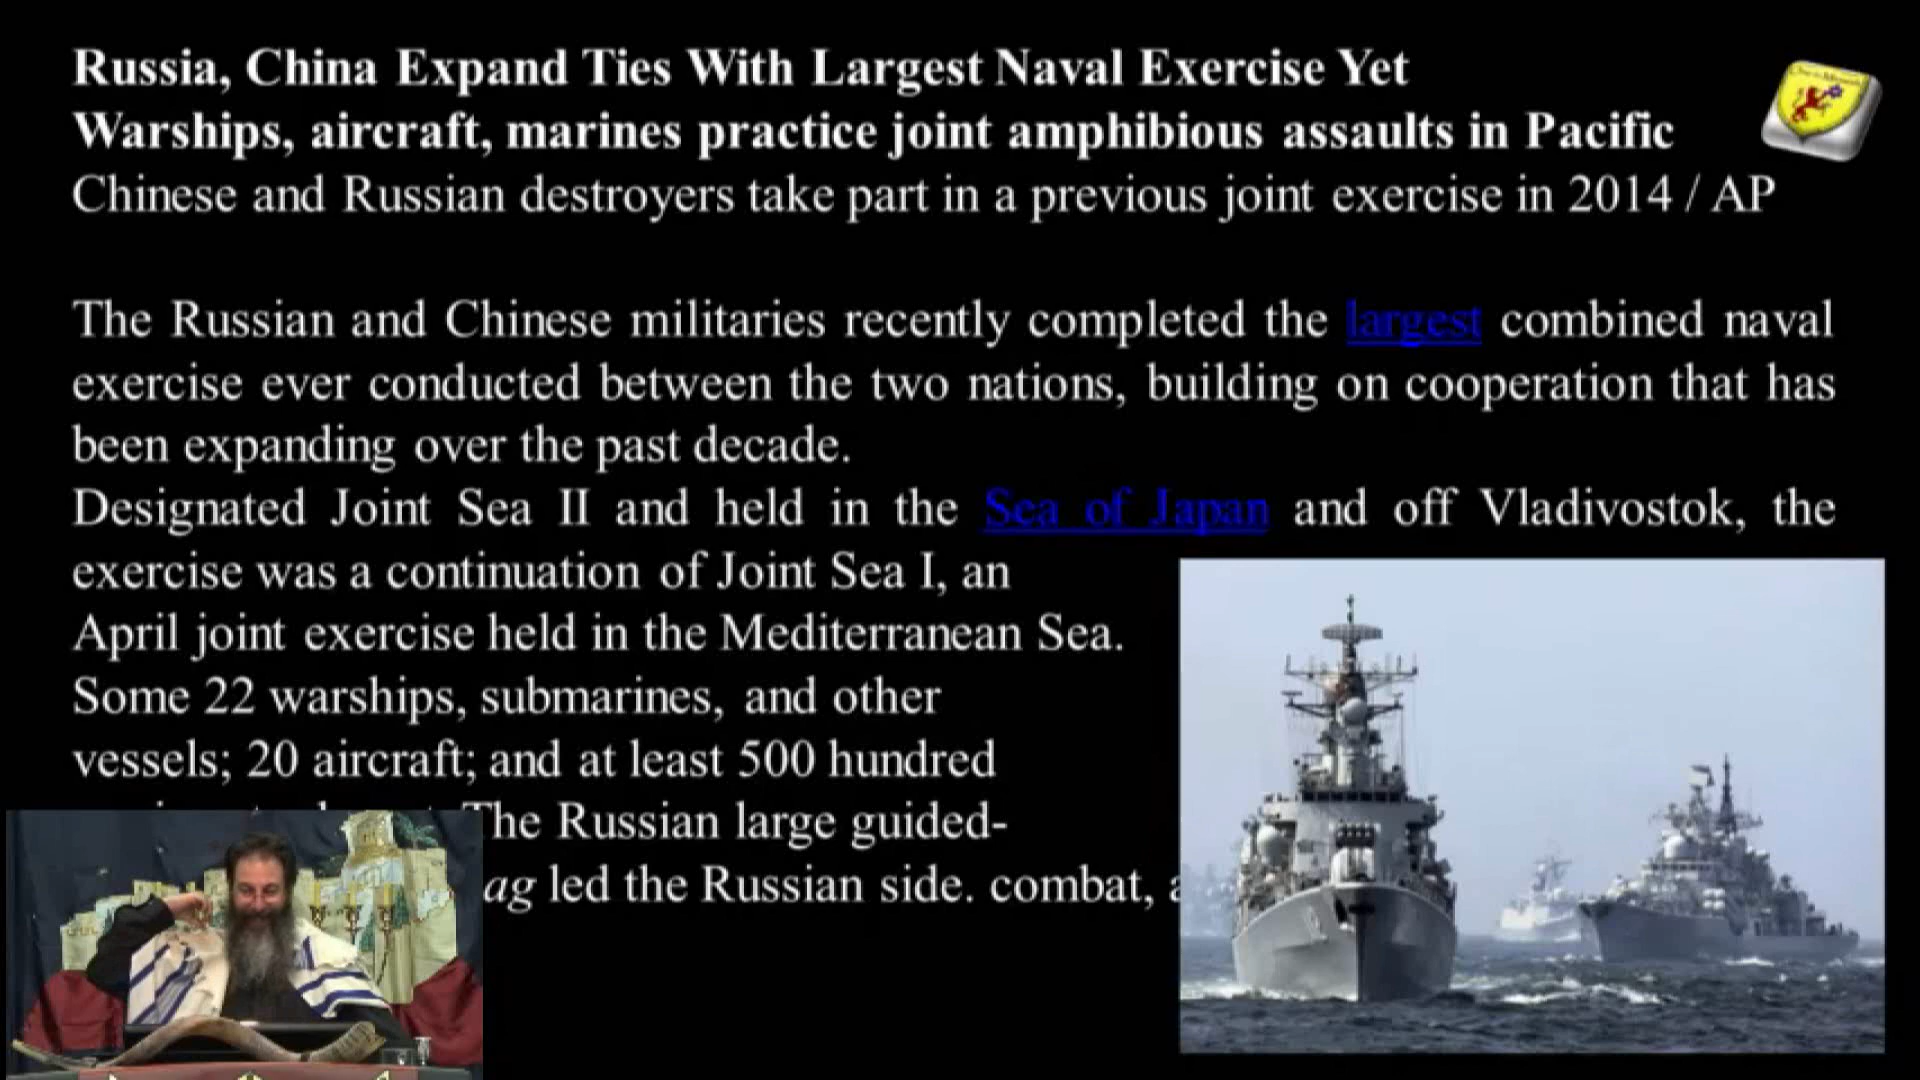 Russia, China Expand Ties With Largest Naval Exercise Yet
Warships, aircraft, marines practice joint amphibious assaults in Pacific
Chinese and Russian destroyers take part in a previous joint exercise in 2014 / AP
The Russian and Chinese militaries recently completed the largest combined naval
exercise ever conducted between the two nations, building on cooperation that has
been expanding over the past decade.
Designated Joint Sea II and held in the Sea of Japan and off Vladivostok, the
exercise was a continuation of Joint Sea I, an
April joint exercise held in the Mediterranean Sea.
Some 22 warships, submarines, and other
vessels; 20 aircraft; and at least 500 hundred
The Russian large guided-
ag led the Russian side. combat,